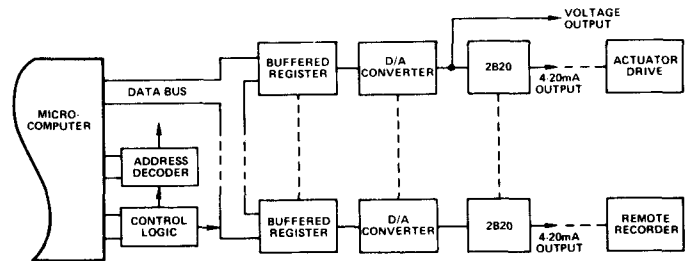 VOLTAGE
OUTPUT
MICRO-
COMPUTER
DATA BUS
ADDRESS
DECODER
CONTROL
LOGIC
BUFFERED
REGISTER
D/A
CONVERTER
2B20
4-20mA
OUTPUT
ACTUATOR
DRIVE
BUFFERED
REGISTER
D/A
CONVERTER
2B20
4-20mA
OUTPUT
REMOTE
RECORDER